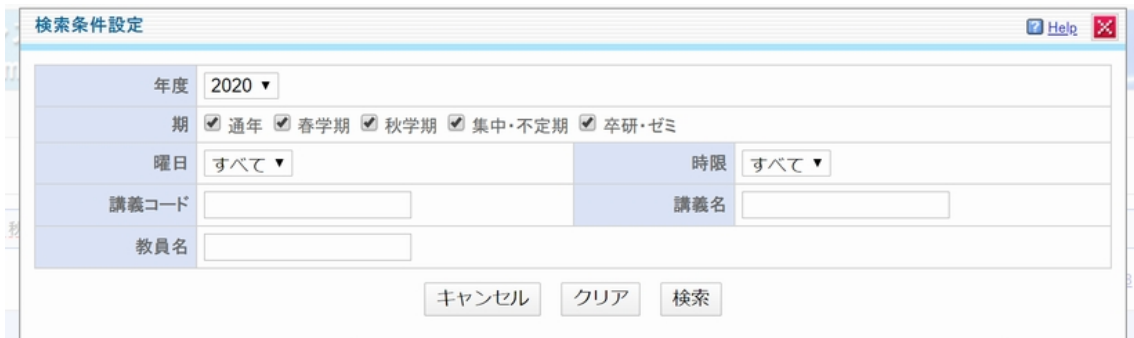 検索条件設定 Help
年度 2020
期 通年 春学期 秋学期 集中・不定期 卒研・ゼミ
曜日 すべて 時限 すべて
講義コード 講義名
教員名
キャンセル クリア 検索